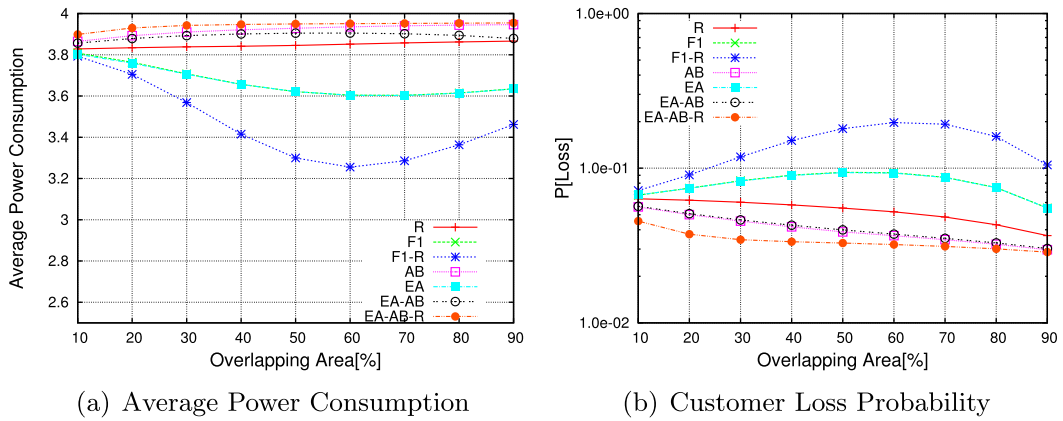 Average Power Consumption
4
3.8
3.6
3.4
3.2
3
2.8
2.6
R
F1
F1-R
AB
EA
EA-AB
EA-AB-R
10 20 30 40 50 60 70 80 90
Overlapping Area[%]
(a) Average Power Consumption
P[Loss]
1.0e+00
1.0e-01
1.0e-02
R
F1
F1-R
AB
EA
EA-AB
EA-AB-R
10 20 30 40 50 60 70 80 90
Overlapping Area[%]
(b) Customer Loss Probability